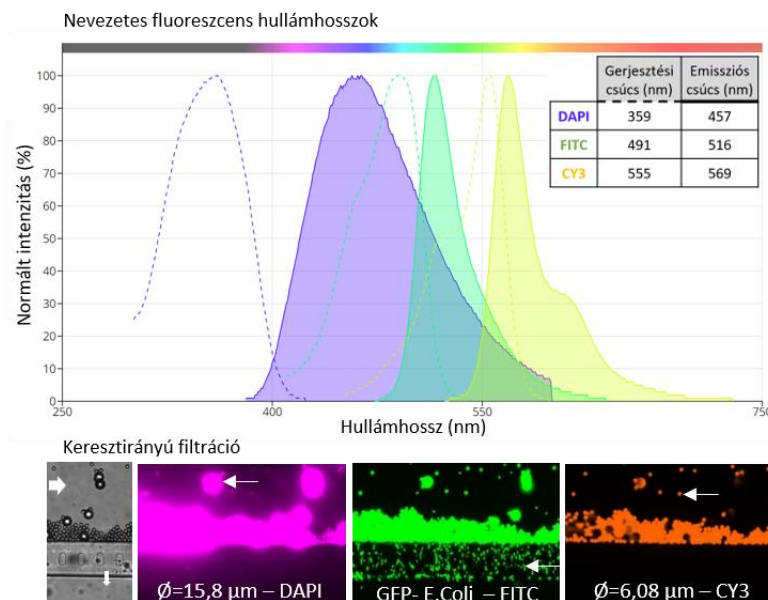 Nevezetes fluoreszcens hullámhosszok
Normált intenzitás (%)
100
90
80
70
60
50
40
30
20
10
0
250
400
550
750
Hullámhossz (nm)
Gerjesztési csúcs (nm) Emissziós csúcs (nm)
DAPI 359 457
FITC 491 516
CY3 555 569
Keresztirányú filtráció
Ø=15,8 µm – DAPI
GFP- E.Coli – FITC
Ø=6,08 µm – CY3